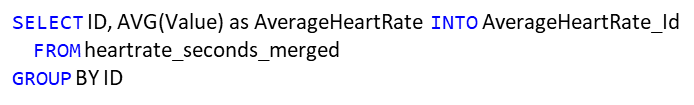 SELECT ID, AVG(Value) as AverageHeartRate INTO AverageHeartRate_Id
FROM heartrate_seconds_merged
GROUP BY ID